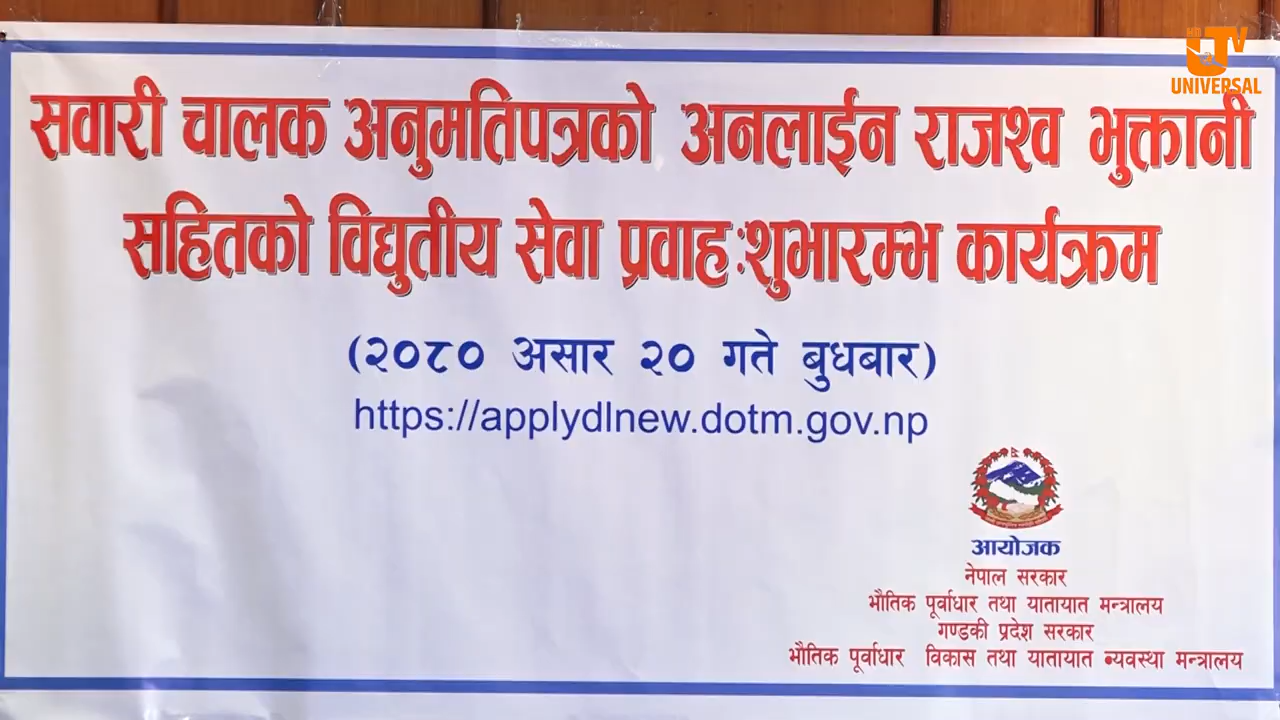 HD
TV
UNIVERSAL
सवारी चालक अनुमतिपत्रको अनलाईन राजश्व भुक्तानी
सहितको विद्युतीय सेवा प्रवाह:शुभारम्भ कार्यक्रम
(२०८० असार २० गते बुधबार)
https://applydlnew.dotm.gov.np
आयोजक
नेपाल सरकार
भौतिक पूर्वाधार तथा यातायात मन्त्रालय
गण्डकी प्रदेश सरकार
भौतिक पूर्वाधार विकास तथा यातायात ब्यवस्था मन्त्रालय